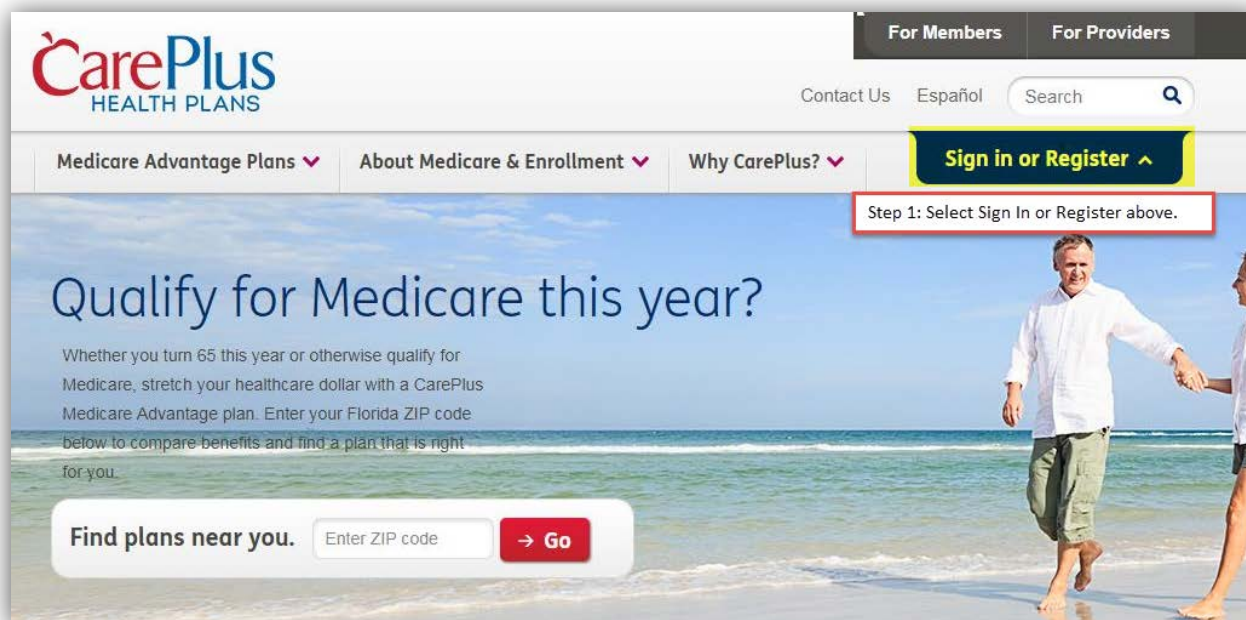 For Members For Providers
CarePlus
HEALTH PLANS
Contact Us Español Search
Medicare Advantage Plans About Medicare & Enrollment Why CarePlus? Sign in or Register
Step 1: Select Sign In or Register above.
Qualify for Medicare this year?
Whether you turn 65 this year or otherwise qualify for
Medicare, stretch your healthcare dollar with a CarePlus
Medicare Advantage plan. Enter your Florida ZIP code
below to compare benefits and find a plan that is right
for you.
Find plans near you. Enter ZIP code → Go